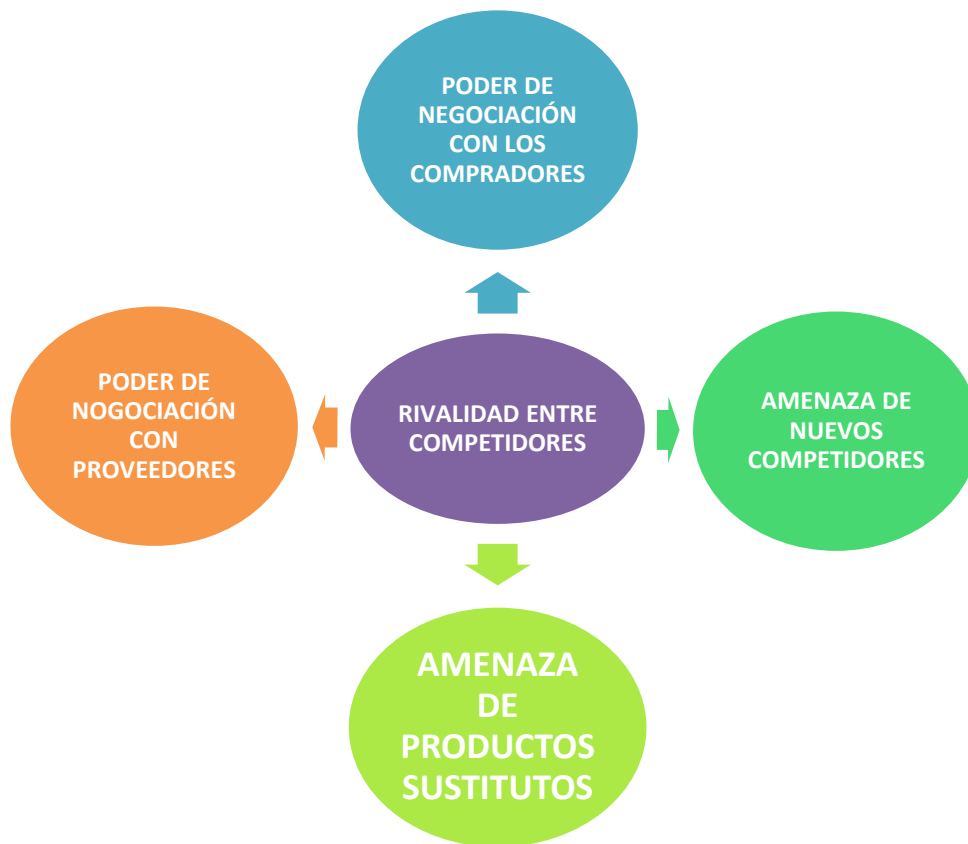 PODER DE
NEGOCIACIÓN
CON LOS
COMPRADORES
PODER DE
NOGOCIACIÓN
CON
PROVEEDORES
RIVALIDAD ENTRE
COMPETIDORES
AMENAZA DE
NUEVOS
COMPETIDORES
AMENAZA
DE
PRODUCTOS
SUSTITUTOS